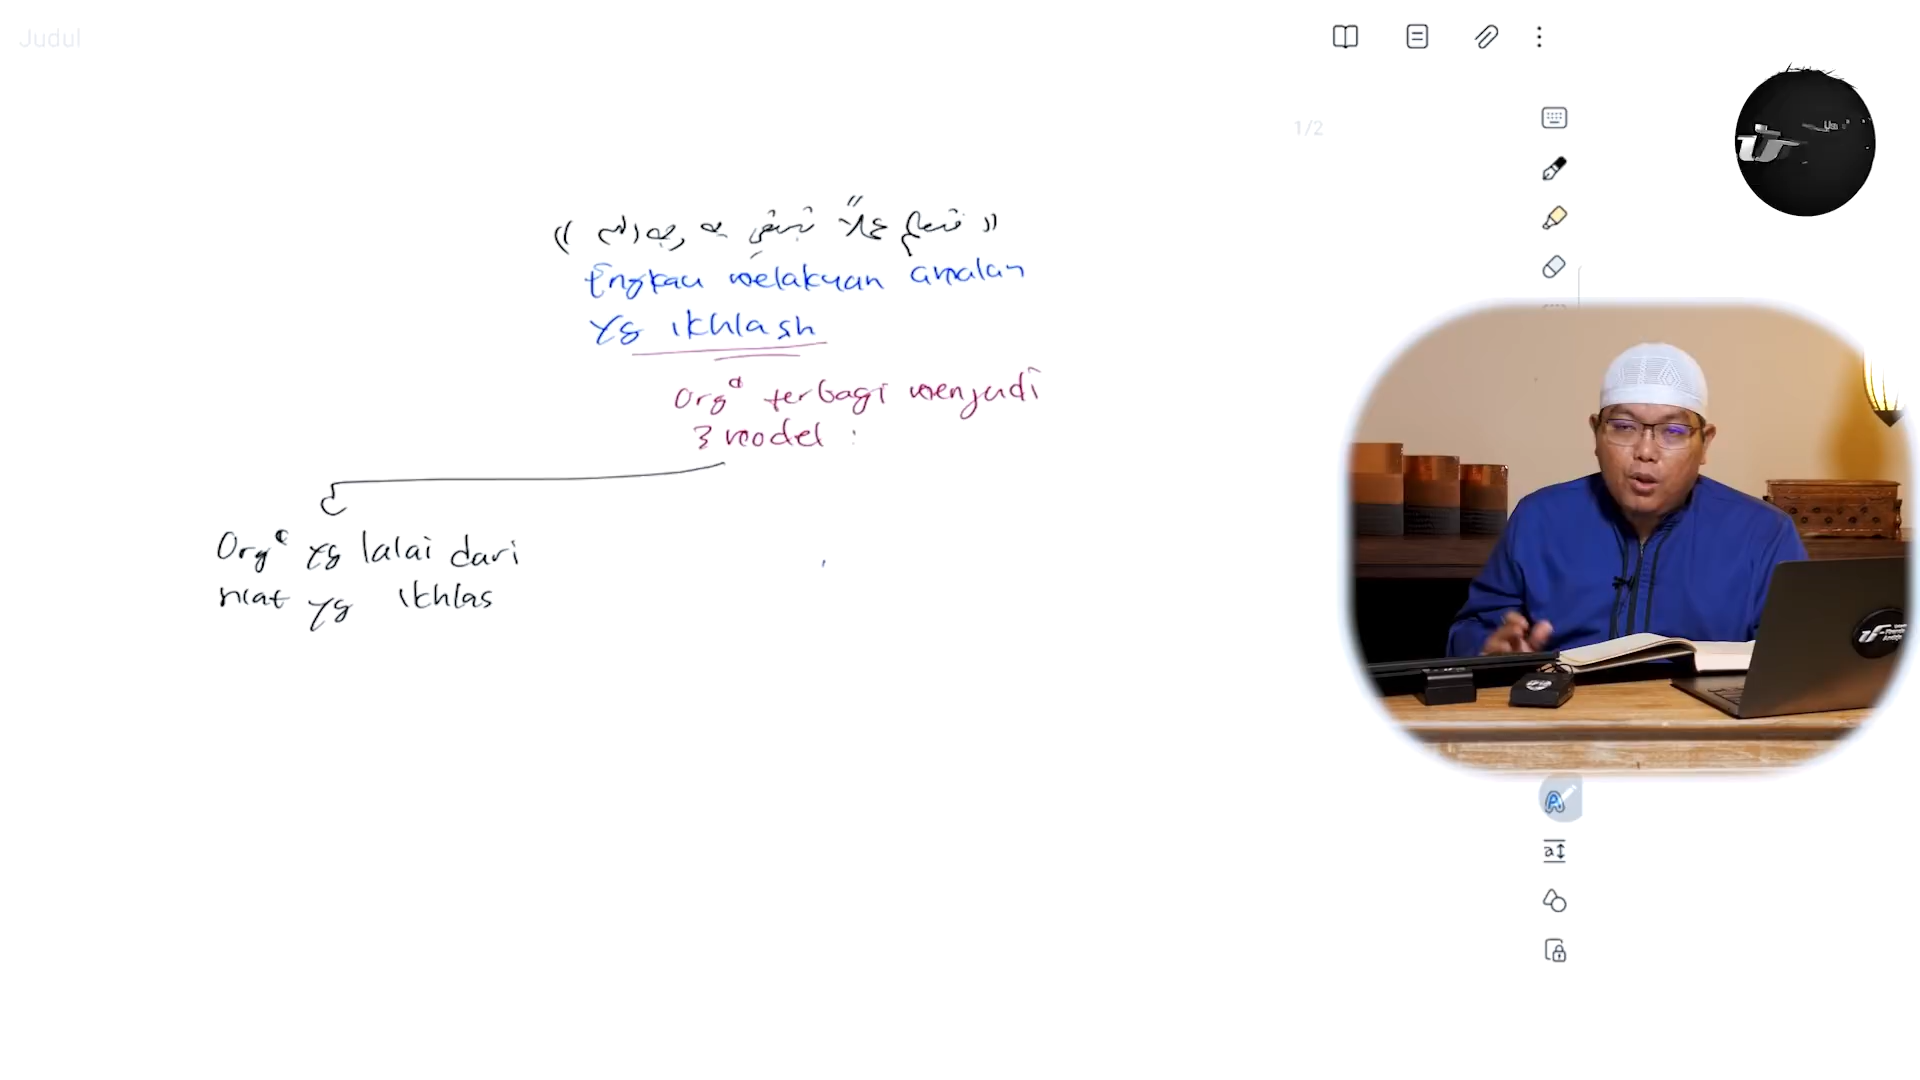 Judul
1/2
« فتعمل عملاً تبتغي به وجه الله »
Engkau melakuan amalan
yg ikhlash
Org² terbagi menjadi
3 model :
Org² yg lalai dari
niat yg ikhlas